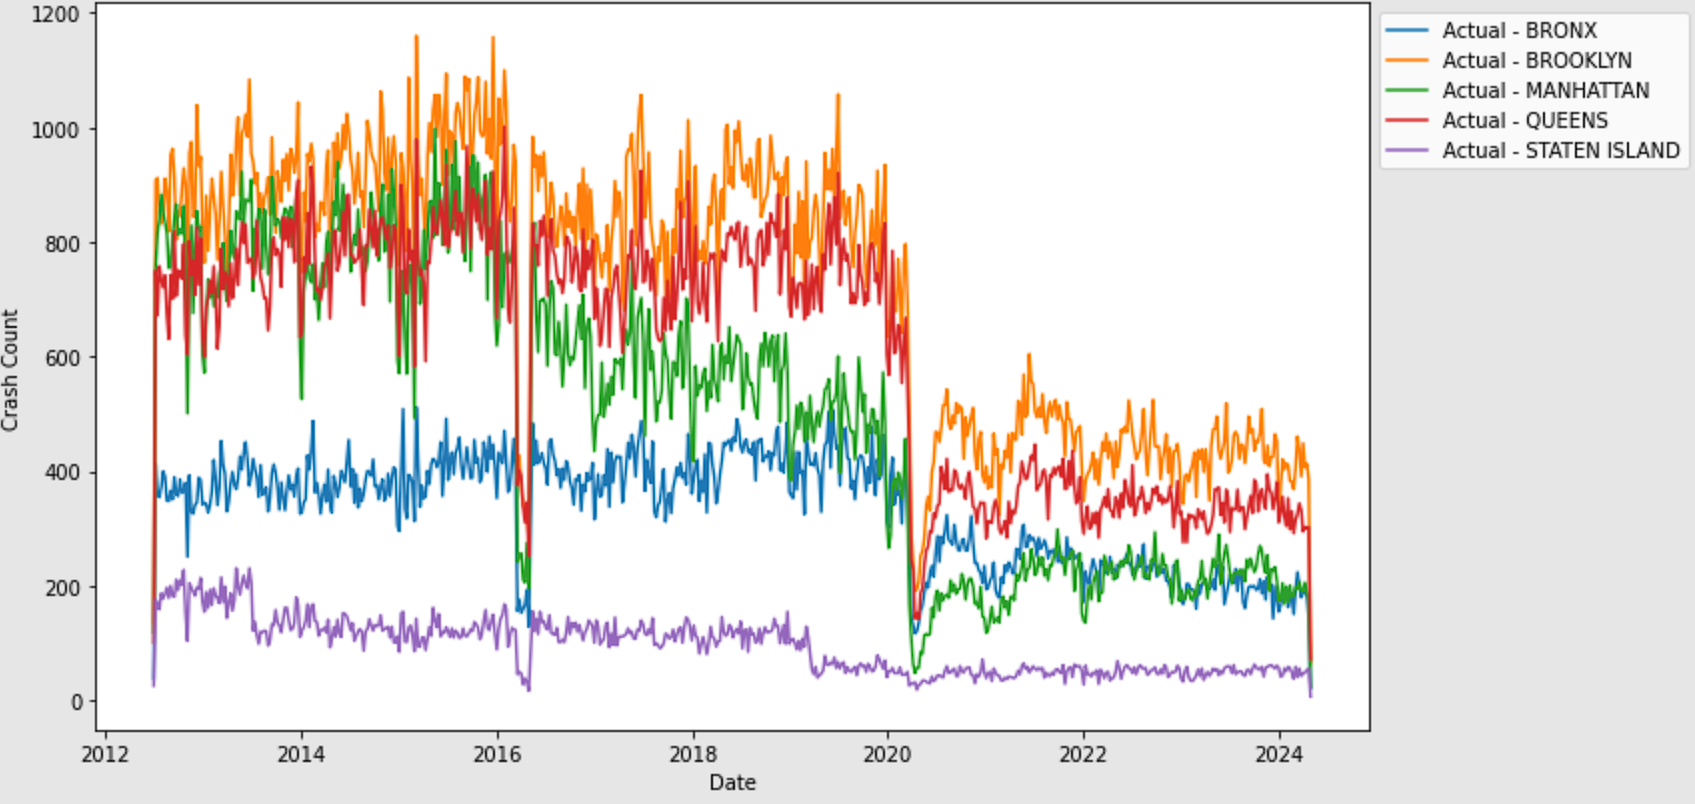 1200
1000
800
600
400
200
0
Crash Count
2012 2014 2016 2018 2020 2022 2024
Date
Actual - BRONX
Actual - BROOKLYN
Actual - MANHATTAN
Actual - QUEENS
Actual - STATEN ISLAND